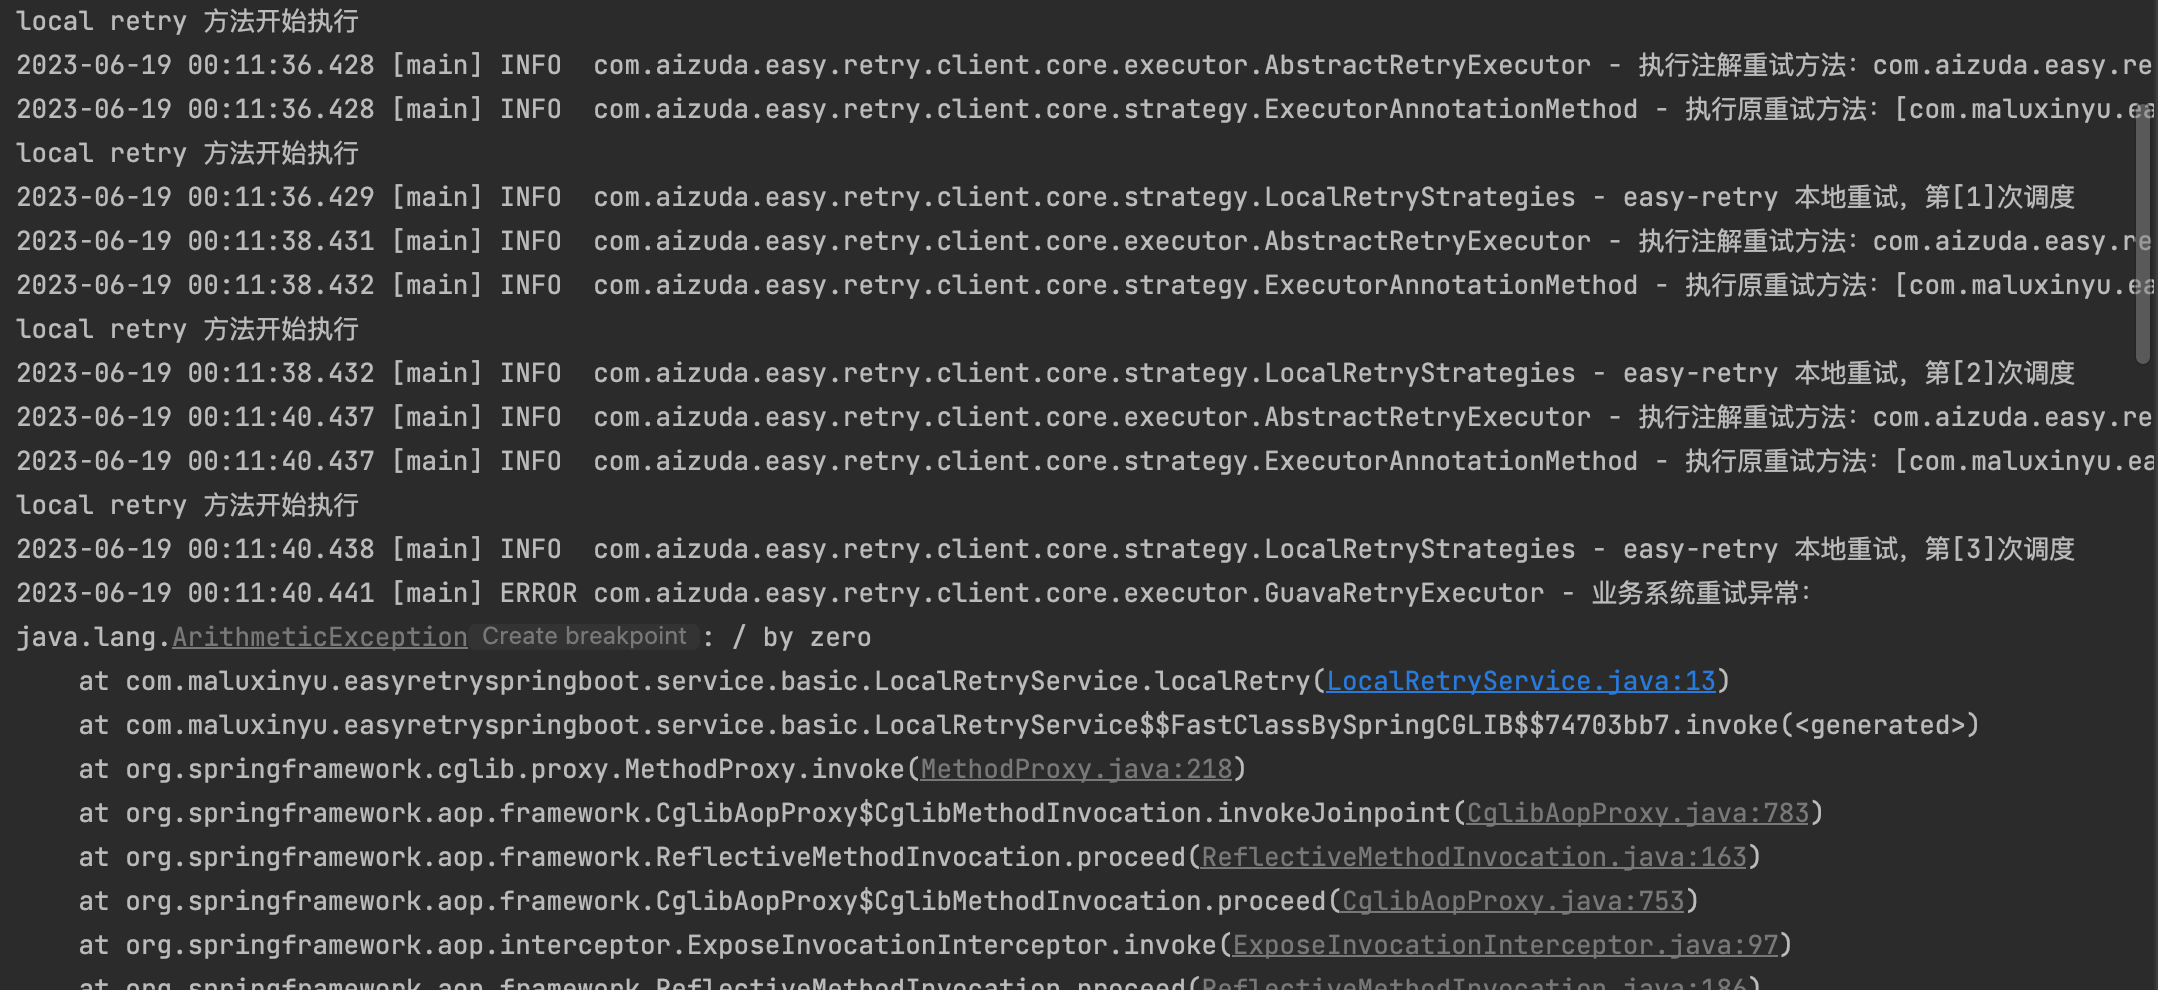 local retry 方法开始执行
2023-06-19 00:11:36.428 [main] INFO  com.aizuda.easy.retry.client.core.executor.AbstractRetryExecutor - 执行注解重试方法：com.aizuda.easy.re
2023-06-19 00:11:36.428 [main] INFO  com.aizuda.easy.retry.client.core.strategy.ExecutorAnnotationMethod - 执行原重试方法：[com.maluxinyu.ea
local retry 方法开始执行
2023-06-19 00:11:36.429 [main] INFO  com.aizuda.easy.retry.client.core.strategy.LocalRetryStrategies - easy-retry 本地重试，第[1]次调度
2023-06-19 00:11:38.431 [main] INFO  com.aizuda.easy.retry.client.core.executor.AbstractRetryExecutor - 执行注解重试方法：com.aizuda.easy.re
2023-06-19 00:11:38.432 [main] INFO  com.aizuda.easy.retry.client.core.strategy.ExecutorAnnotationMethod - 执行原重试方法：[com.maluxinyu.ea
local retry 方法开始执行
2023-06-19 00:11:38.432 [main] INFO  com.aizuda.easy.retry.client.core.strategy.LocalRetryStrategies - easy-retry 本地重试，第[2]次调度
2023-06-19 00:11:40.437 [main] INFO  com.aizuda.easy.retry.client.core.executor.AbstractRetryExecutor - 执行注解重试方法：com.aizuda.easy.re
2023-06-19 00:11:40.437 [main] INFO  com.aizuda.easy.retry.client.core.strategy.ExecutorAnnotationMethod - 执行原重试方法：[com.maluxinyu.ea
local retry 方法开始执行
2023-06-19 00:11:40.438 [main] INFO  com.aizuda.easy.retry.client.core.strategy.LocalRetryStrategies - easy-retry 本地重试，第[3]次调度
2023-06-19 00:11:40.441 [main] ERROR com.aizuda.easy.retry.client.core.executor.GuavaRetryExecutor - 业务系统重试异常：
java.lang.ArithmeticException Create breakpoint : / by zero
    at com.maluxinyu.easyretryspringboot.service.basic.LocalRetryService.localRetry(LocalRetryService.java:13)
    at com.maluxinyu.easyretryspringboot.service.basic.LocalRetryService$$FastClassBySpringCGLIB$$74703bb7.invoke(<generated>)
    at org.springframework.cglib.proxy.MethodProxy.invoke(MethodProxy.java:218)
    at org.springframework.aop.framework.CglibAopProxy$CglibMethodInvocation.invokeJoinpoint(CglibAopProxy.java:783)
    at org.springframework.aop.framework.ReflectiveMethodInvocation.proceed(ReflectiveMethodInvocation.java:163)
    at org.springframework.aop.framework.CglibAopProxy$CglibMethodInvocation.proceed(CglibAopProxy.java:753)
    at org.springframework.aop.interceptor.ExposeInvocationInterceptor.invoke(ExposeInvocationInterceptor.java:97)
    at org.springframework.aop.framework.ReflectiveMethodInvocation.proceed(ReflectiveMethodInvocation.java:186)